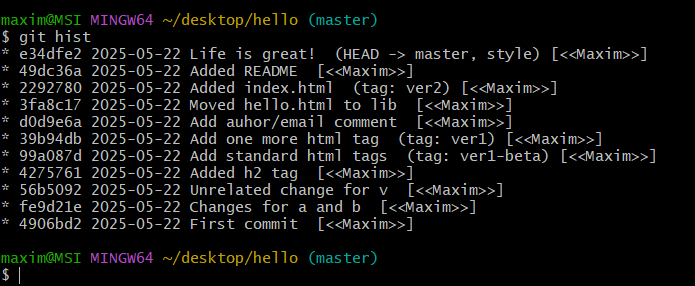 maxim@MSI MINGW64 ~/desktop/hello (master)
$ git hist
* e34dfe2 2025-05-22 Life is great!  (HEAD -> master, style) [<<Maxim>>]
* 49dc36a 2025-05-22 Added README  [<<Maxim>>]
* 2292780 2025-05-22 Added index.html  (tag: ver2) [<<Maxim>>]
* 3fa8c17 2025-05-22 Moved hello.html to lib  [<<Maxim>>]
* d0d9e6a 2025-05-22 Add auhor/email comment  [<<Maxim>>]
* 39b94db 2025-05-22 Add one more html tag  (tag: ver1) [<<Maxim>>]
* 99a087d 2025-05-22 Add standard html tags  (tag: ver1-beta) [<<Maxim>>]
* 4275761 2025-05-22 Added h2 tag  [<<Maxim>>]
* 56b5092 2025-05-22 Unrelated change for v  [<<Maxim>>]
* fe9d21e 2025-05-22 Changes for a and b  [<<Maxim>>]
* 4906bd2 2025-05-22 First commit  [<<Maxim>>]
maxim@MSI MINGW64 ~/desktop/hello (master)
$